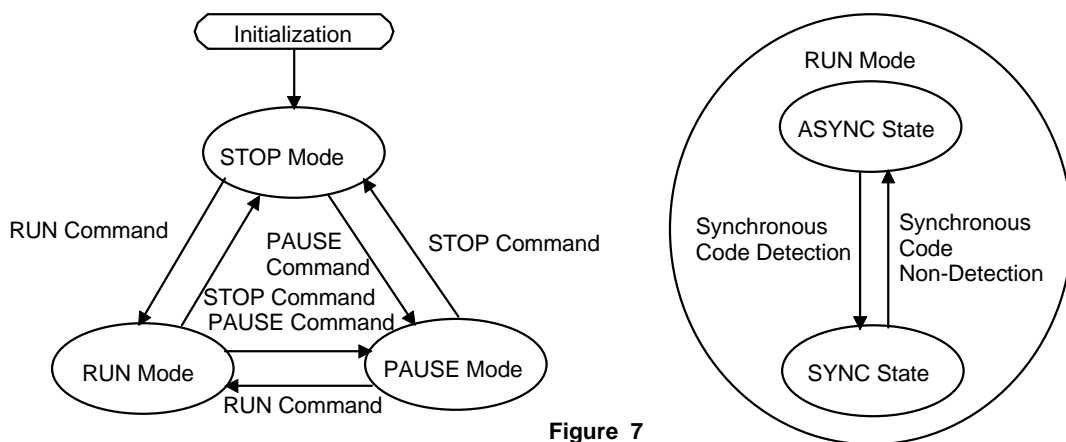 Initialization
STOP Mode
RUN Command
PAUSE
Command
STOP Command
STOP Command
PAUSE Command
RUN Mode
PAUSE Mode
RUN Command
RUN Mode
ASYNC State
Synchronous
Code Detection
Synchronous
Code
Non-Detection
SYNC State
Figure 7